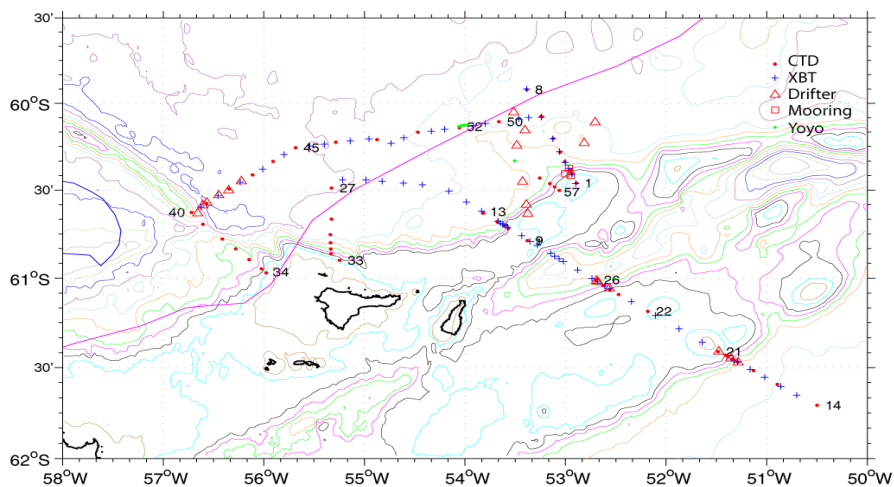 30'
60°S
30'
61°S
30'
62°S
58°W
57°W
56°W
55°W
54°W
53°W
52°W
51°W
50°W
CTD
XBT
Drifter
Mooring
Yoyo
8
50
52
45
27
1
57
40
13
9
33
34
26
22
21
14